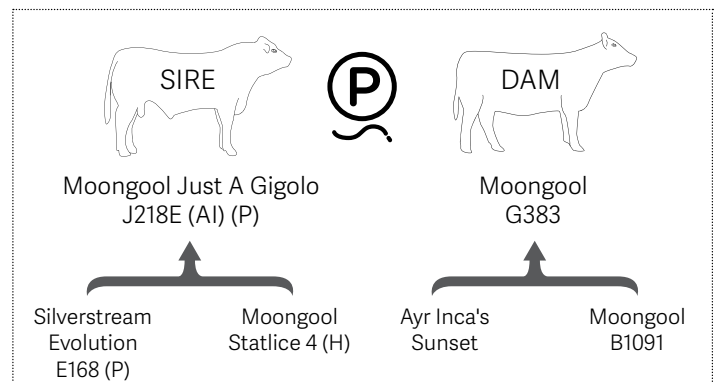 SIRE
P
DAM
Moongool Just A Gigolo
J218E (AI) (P)
Moongool
G383
Silverstream
Evolution
E168 (P)
Moongool
Statlice 4 (H)
Ayr Inca's
Sunset
Moongool
B1091